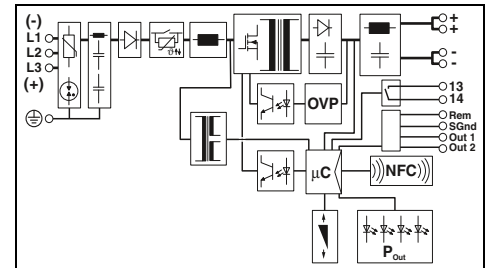 (-)
L1
L2
L3
(+)
ϑ
+
+
-
-
OVP
13
14
Rem
SGnd
Out 1
Out 2
µC
NFC
P Out